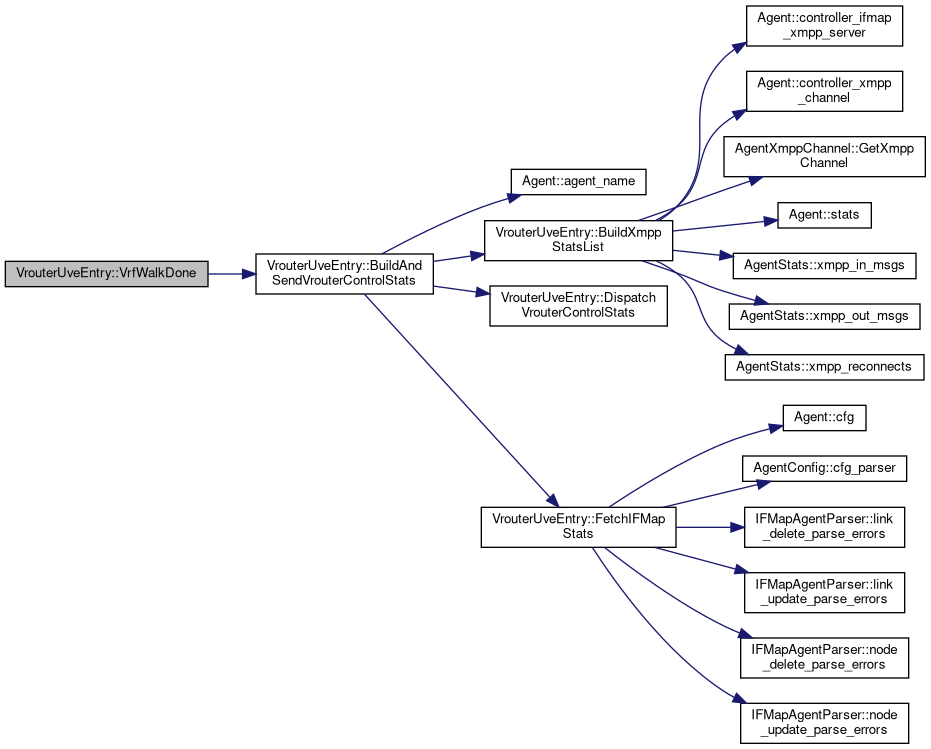 VrouterUveEntry::VrfWalkDone
VrouterUveEntry::BuildAnd
SendVrouterControlStats
Agent::agent_name
VrouterUveEntry::BuildXmpp
StatsList
VrouterUveEntry::Dispatch
VrouterControlStats
VrouterUveEntry::FetchIFMap
Stats
Agent::controller_ifmap
_xmpp_server
Agent::controller_xmpp
_channel
AgentXmppChannel::GetXmpp
Channel
Agent::stats
AgentStats::xmpp_in_msgs
AgentStats::xmpp_out_msgs
AgentStats::xmpp_reconnects
Agent::cfg
AgentConfig::cfg_parser
IFMapAgentParser::link
_delete_parse_errors
IFMapAgentParser::link
_update_parse_errors
IFMapAgentParser::node
_delete_parse_errors
IFMapAgentParser::node
_update_parse_errors